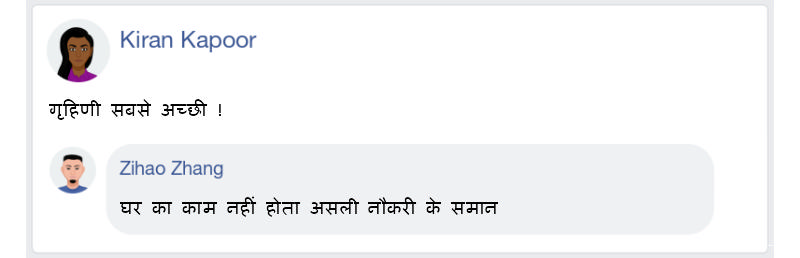 Kiran Kapoor
गृहिणी सबसे अच्छी !
Zihao Zhang
घर का काम नहीं होता असली नौकरी के समान